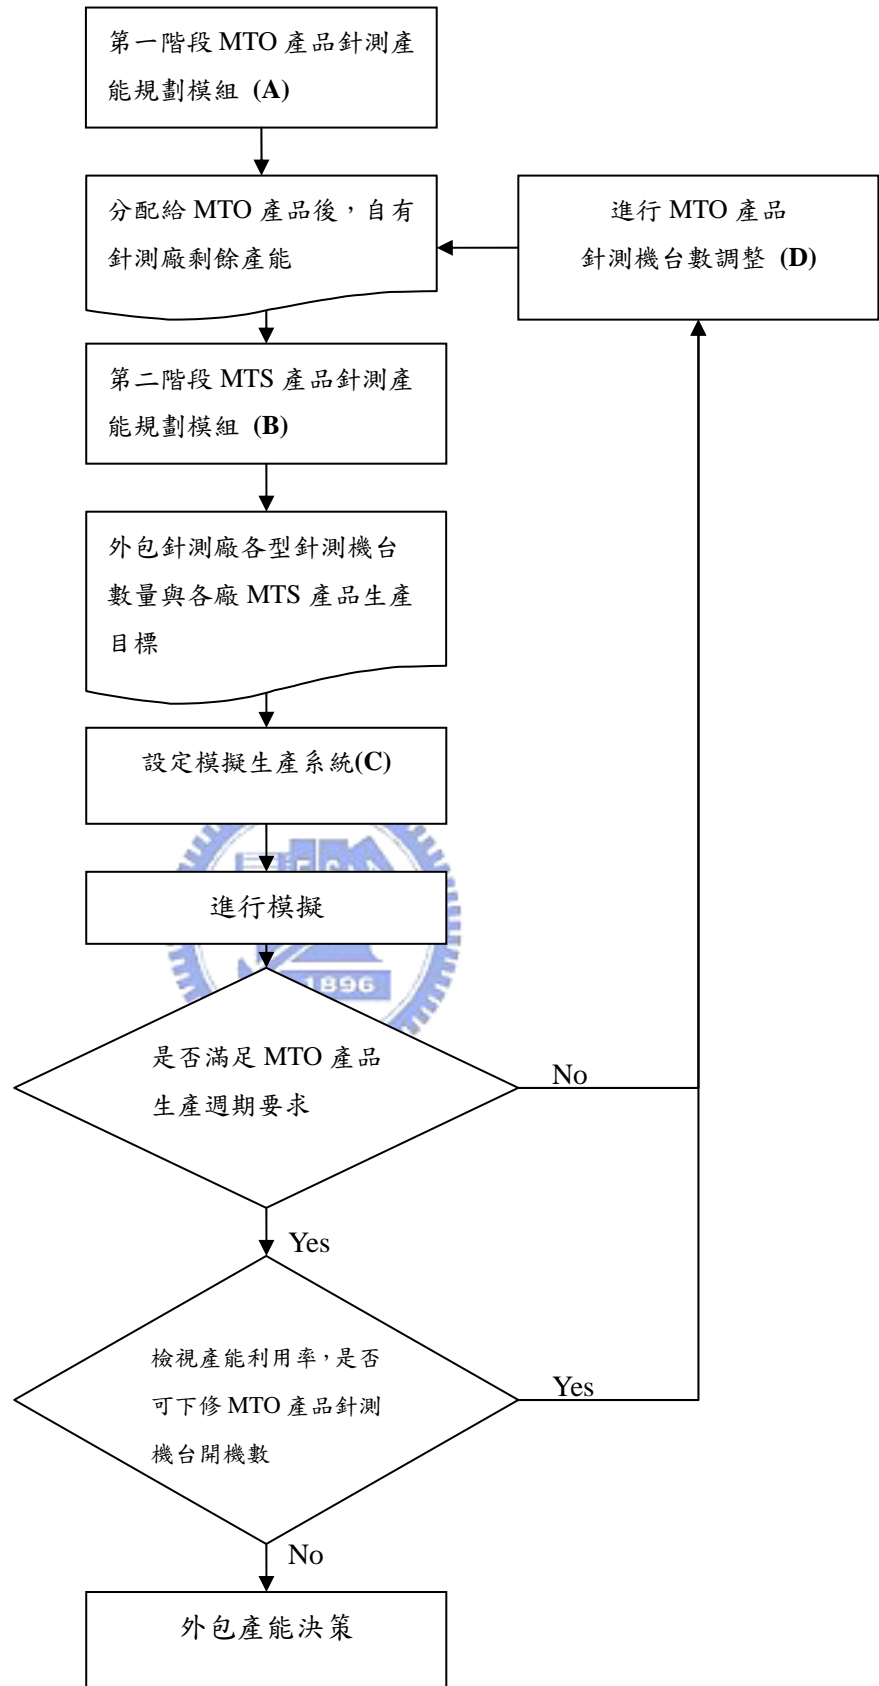 第一階段 MTO 產品針測產
能規劃模組 (A)
分配給 MTO 產品後，自有
針測廠剩餘產能
進行 MTO 產品
針測機台數調整 (D)
第二階段 MTS 產品針測產
能規劃模組 (B)
外包針測廠各型針測機台
數量與各廠 MTS 產品生產
目標
設定模擬生產系統(C)
進行模擬
1896
是否滿足 MTO 產品
生產週期要求
No
Yes
檢視產能利用率，是否
可下修 MTO 產品針測
機台開機數
Yes
No
外包產能決策